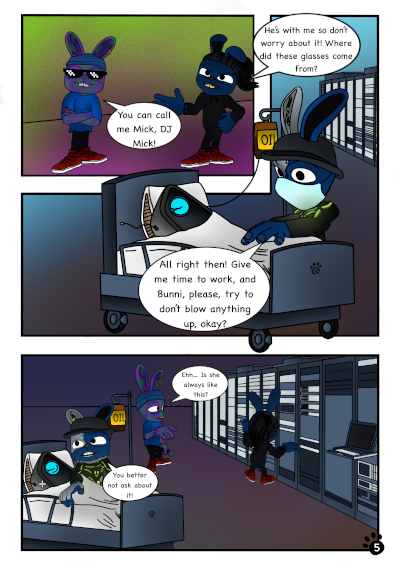 He's with me so don't
worry about it! Where
did these glasses come
from?
You can call
me Mick, DJ
Mick!
OIL
All right then! Give
me time to work, and
Bunni, please, try to
don't blow anything
up, okay?
Ehh... Is she
always like
this?
OIL
You better
not ask about
it!
5